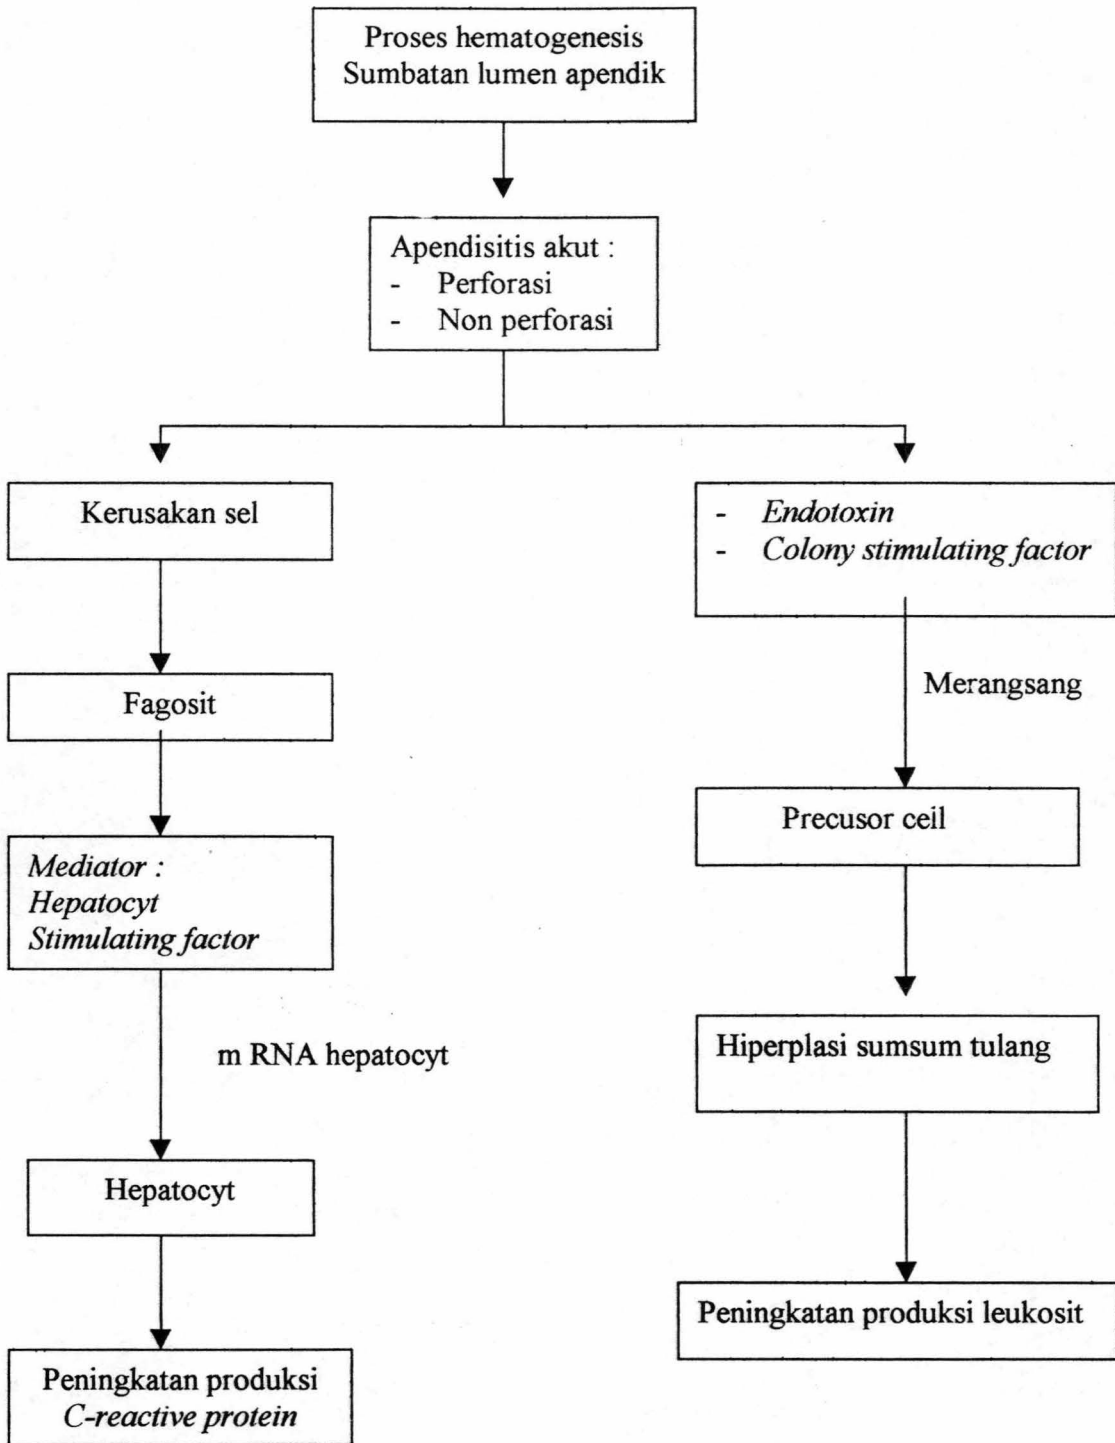 Proses hematogenesis
Sumbatan lumen apendik
Apendisitis akut :
- Perforasi
- Non perforasi
Kerusakan sel
Fagosit
Mediator :
Hepatocyt
Stimulating factor
m RNA hepatocyt
Hepatocyt
Peningkatan produksi
C-reactive protein
- Endotoxin
- Colony stimulating factor
Merangsang
Precusor ceil
Hiperplasi sumsum tulang
Peningkatan produksi leukosit